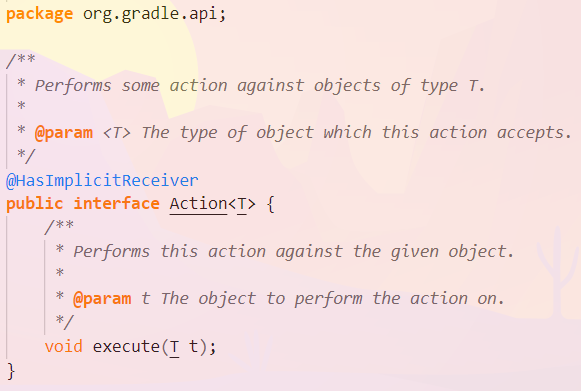 package org.gradle.api;
/**
* Performs some action against objects of type T.
*
* @param <T> The type of object which this action accepts.
*/
@HasImplicitReceiver
public interface Action<T> {
/**
* Performs this action against the given object.
*
* @param t The object to perform the action on.
*/
void execute(T t);
}